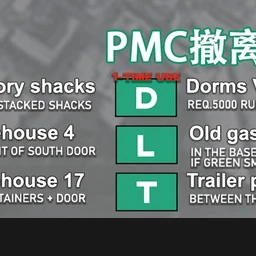 PMC撤离
ory shacks
STACKED SHACKS
1-TIME USE
D
Dorms V
REQ.5000 RU
house 4
T OF SOUTH DOOR
L
Old gas
IN THE BASE
IF GREEN SM
house 17
TAINERS + DOOR
T
Trailer p
BETWEEN TH